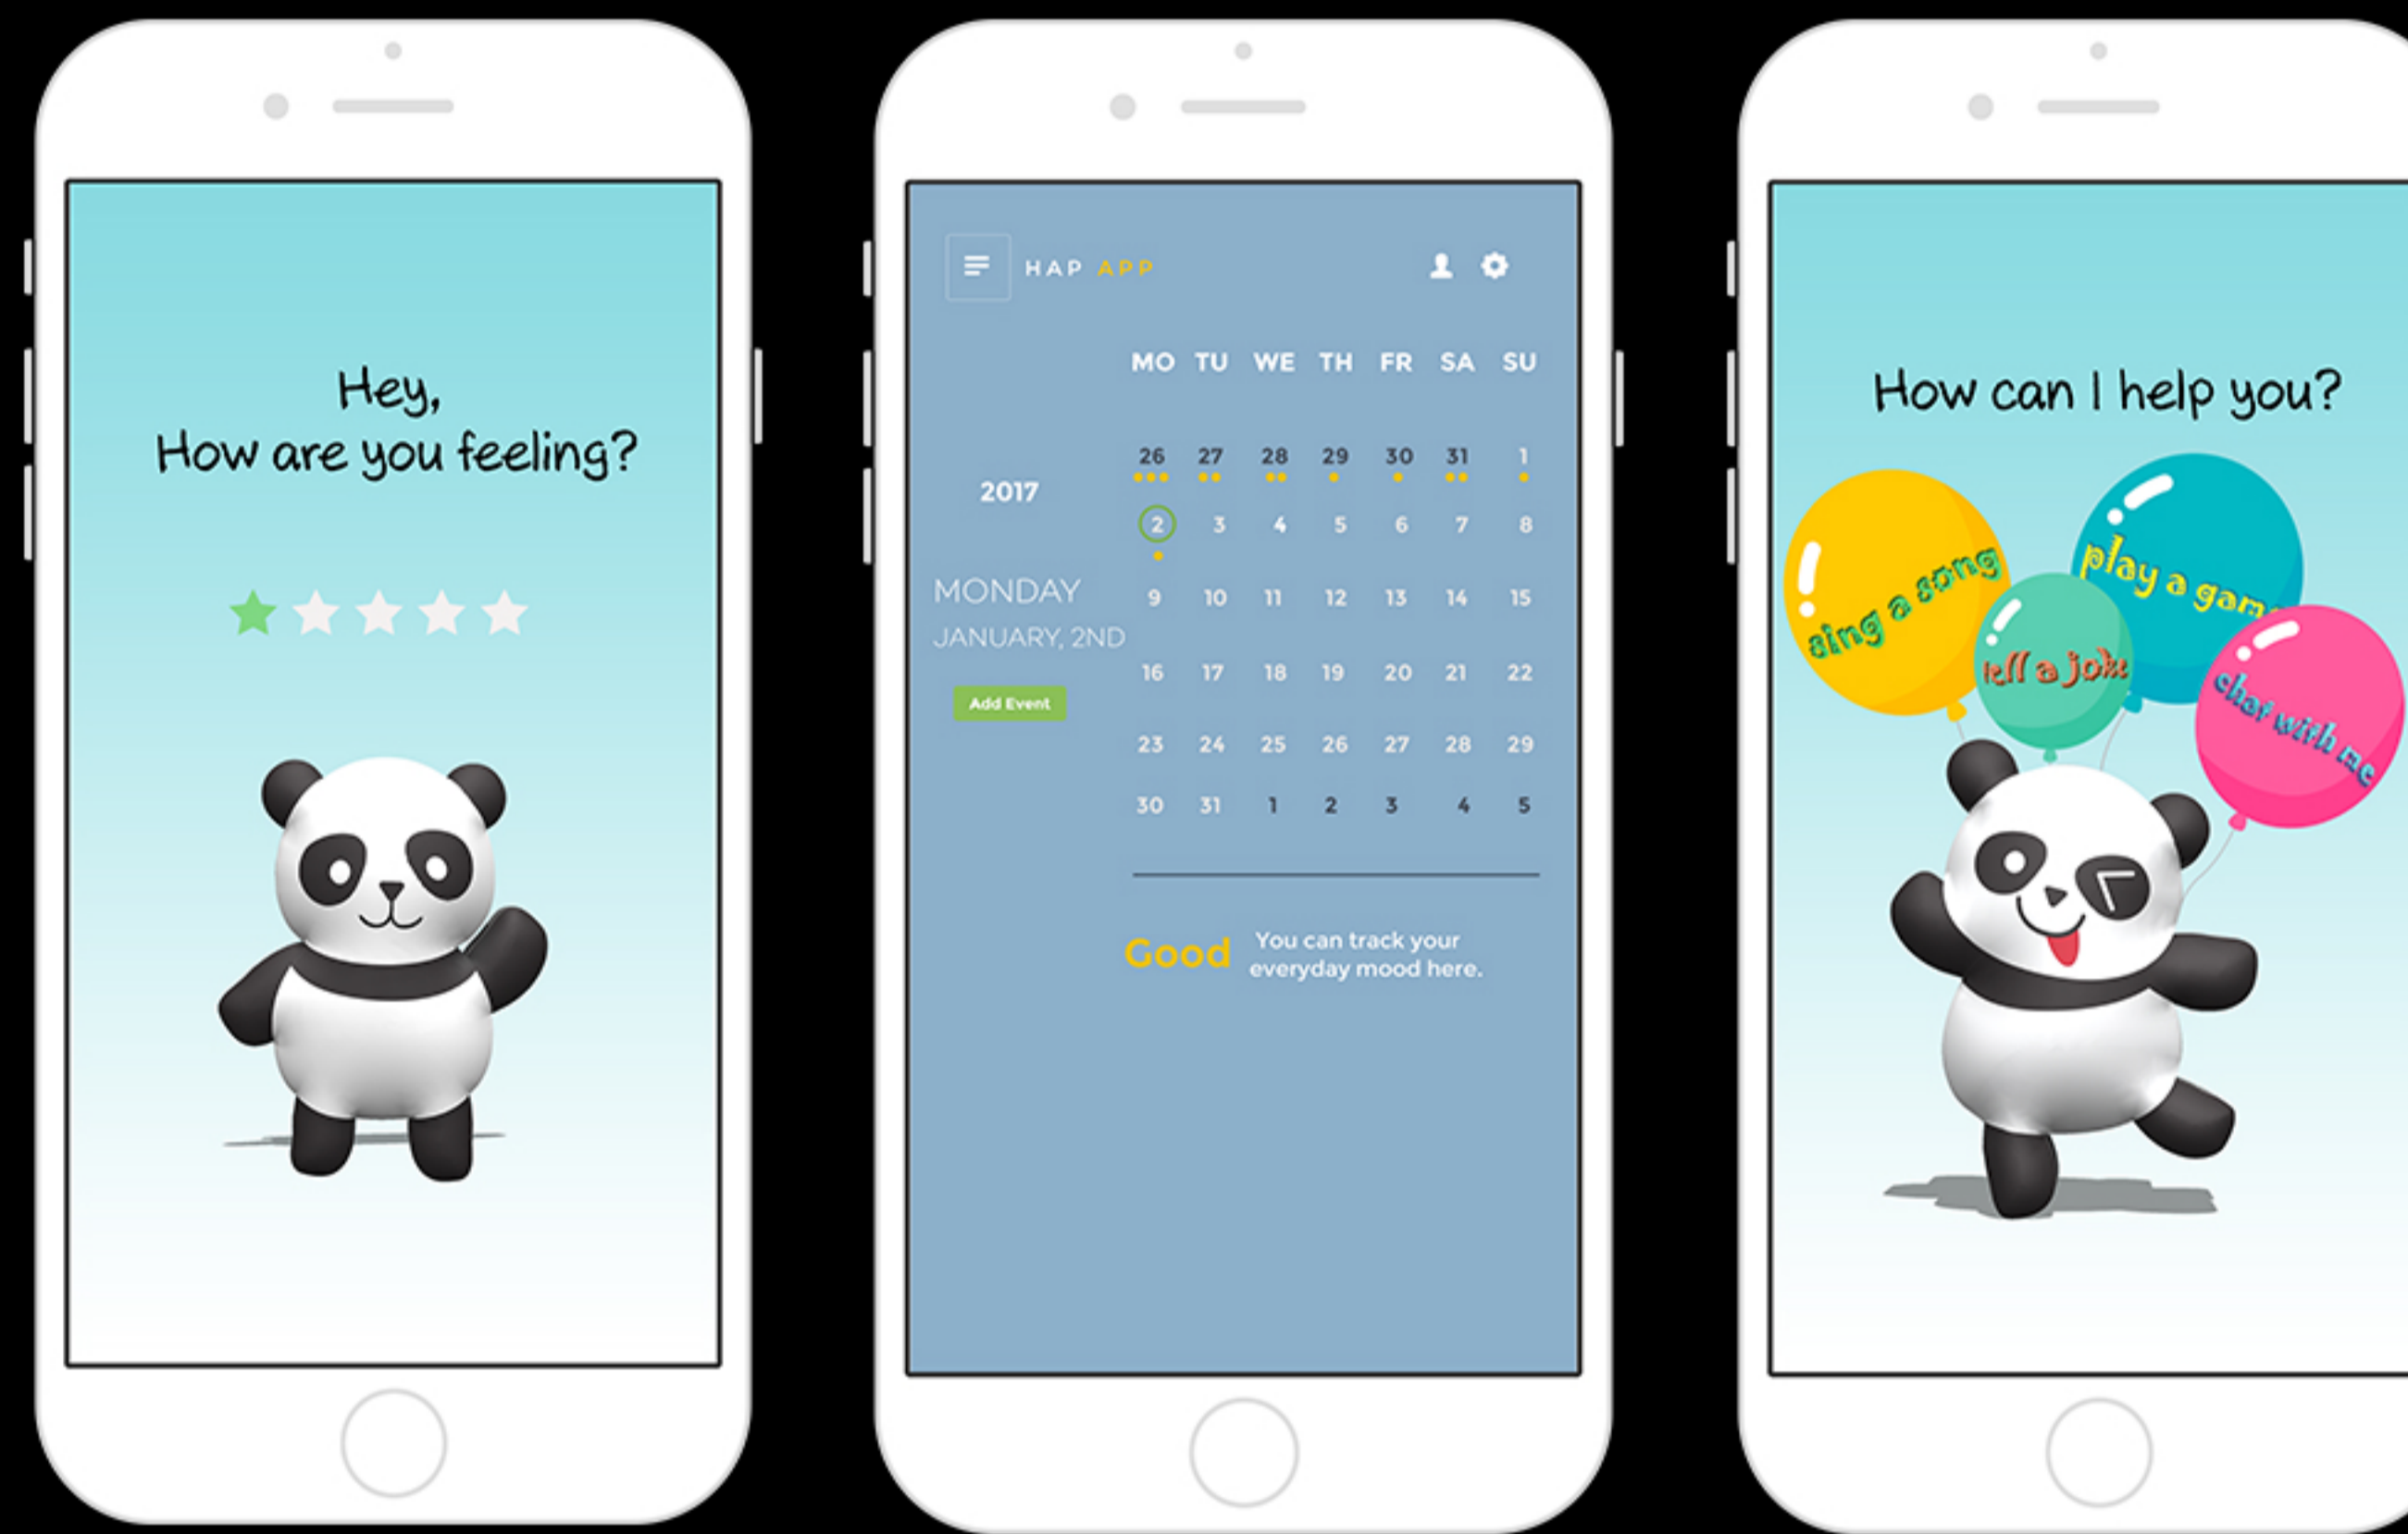 Hey,
How are you feeling?
HAP APP
MO TU WE TH FR SA SU
26 27 28 29 30 31 1
2017
2 3 4 5 6 7 8
MONDAY
9 10 11 12 13 14 15
JANUARY, 2ND
16 17 18 19 20 21 22
Add Event
23 24 25 26 27 28 29
30 31 1 2 3 4 5
Good
You can track your
everyday mood here.
How can I help you?
sing a song
play a gam
tell a joke
chat with me